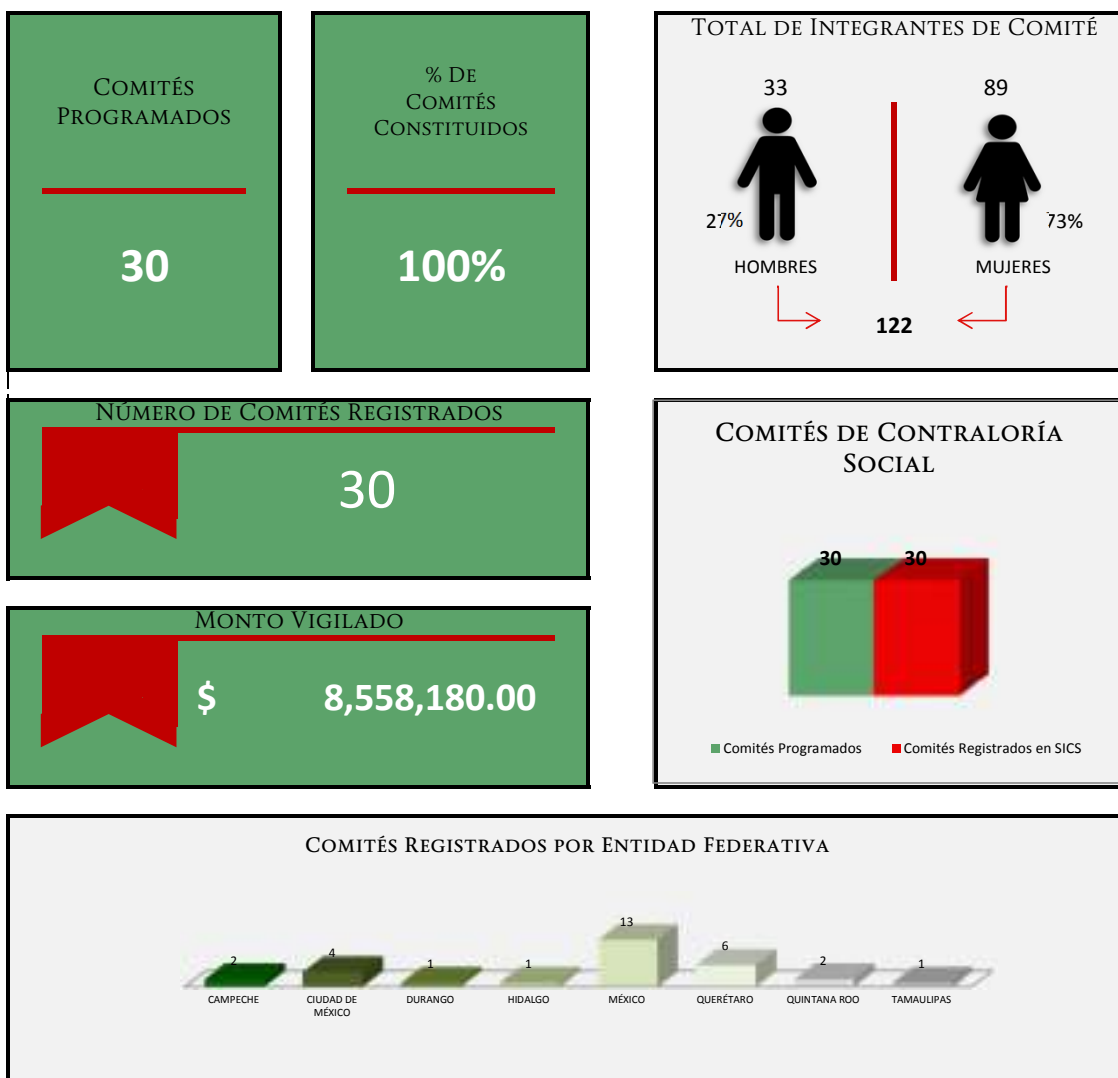 COMITÉS
PROGRAMADOS
30
% DE
COMITÉS
CONSTITUIDOS
100%
TOTAL DE INTEGRANTES DE COMITÉ
33
89
27%
73%
HOMBRES
MUJERES
122
NÚMERO DE COMITÉS REGISTRADOS
30
MONTO VIGILADO
$ 8,558,180.00
COMITÉS DE CONTRALORÍA
SOCIAL
30 30
Comités Programados Comités Registrados en SICS
COMITÉS REGISTRADOS POR ENTIDAD FEDERATIVA
2 4 1 1 13 6 2 1
CAMPECHE CIUDAD DE MÉXICO DURANGO HIDALGO MÉXICO QUERÉTARO QUINTANA ROO TAMAULIPAS